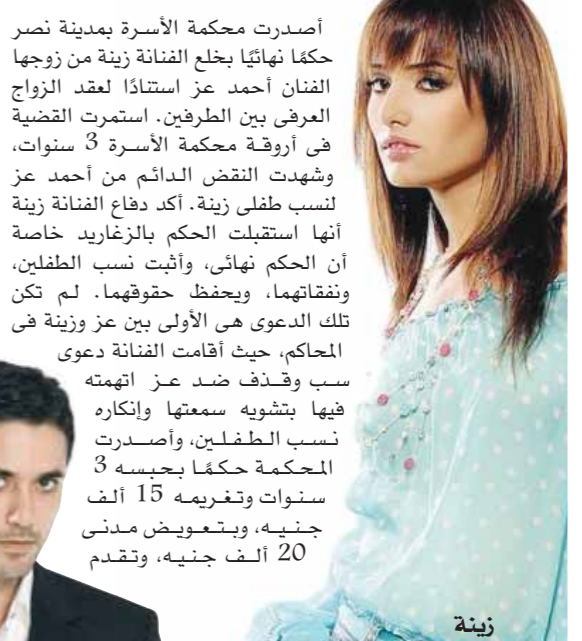 أصدرت محكمة الأسرة بمدينة نصر
حكمًا نهائيًا بخلع الفنانة زينة من زوجها
الفنان أحمد عز استنادًا لعقد الزواج
العرفى بين الطرفين. استمرت القضية
فى أروقة محكمة الأسرة 3 سنوات،
وشهدت النقض الدائم من أحمد عز
لنسب طفلى زينة. أكد دفاع الفنانة زينة
أنها استقبلت الحكم بالزغاريد خاصة
أن الحكم نهائى، وأثبت نسب الطفلين،
ونفقاتهما، ويحفظ حقوقهما. لم تكن
تلك الدعوى هى الأولى بين عز وزينة فى
المحاكم، حيث أقامت الفنانة دعوى
سب وقذف ضد عز اتهمته
فيها بتشويه سمعتها وإنكاره
نسب الطفلين، وأصدرت
المحكمة حكمًا بحبسه 3
سنوات وتغريمه 15 ألف
جنيه، وبتعويض مدنى
20 ألف جنيه، وتقدم
زينة